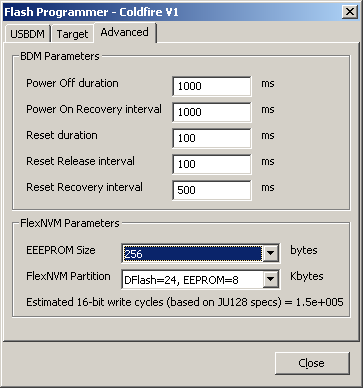 Flash Programmer - Coldfire V1
USBDM Target Advanced
BDM Parameters
Power Off duration 1000 ms
Power On Recovery interval 1000 ms
Reset duration 100 ms
Reset Release interval 100 ms
Reset Recovery interval 500 ms
FlexNVM Parameters
EEEPROM Size 256 bytes
FlexNVM Partition DFlash=24, EEPROM=8 Kbytes
Estimated 16-bit write cycles (based on JU128 specs) = 1.5e+005
Close